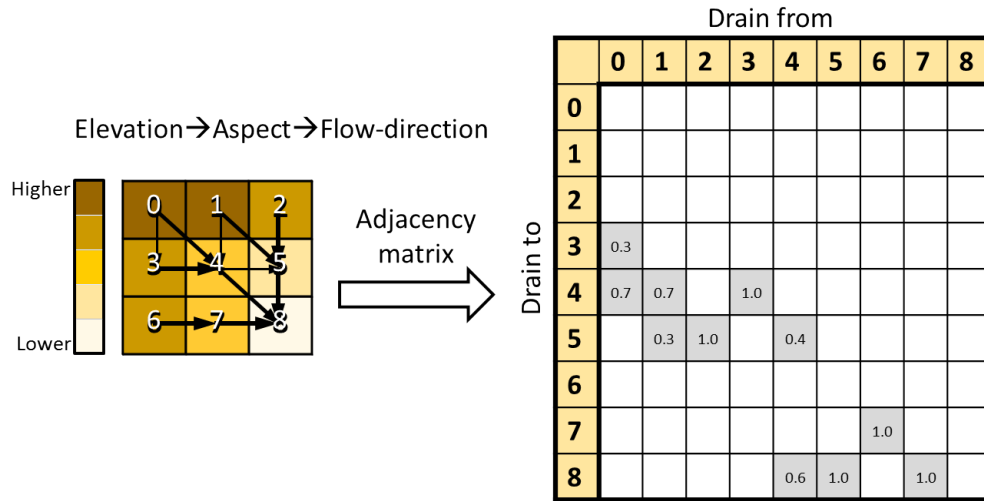 Drain from
0 1 2 3 4 5 6 7 8
Elevation→Aspect→Flow-direction
Higher
Lower
0 1 2
3 4 5
6 7 8
Adjacency
matrix
Drain to
0
1
2
3 0.3
4 0.7 0.7 1.0
5 0.3 1.0 0.4
6
7 1.0
8 0.6 1.0 1.0